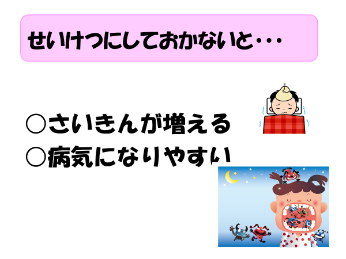 せいけつにしておかないと・・・
○さいきんが増える
○病気になりやすい